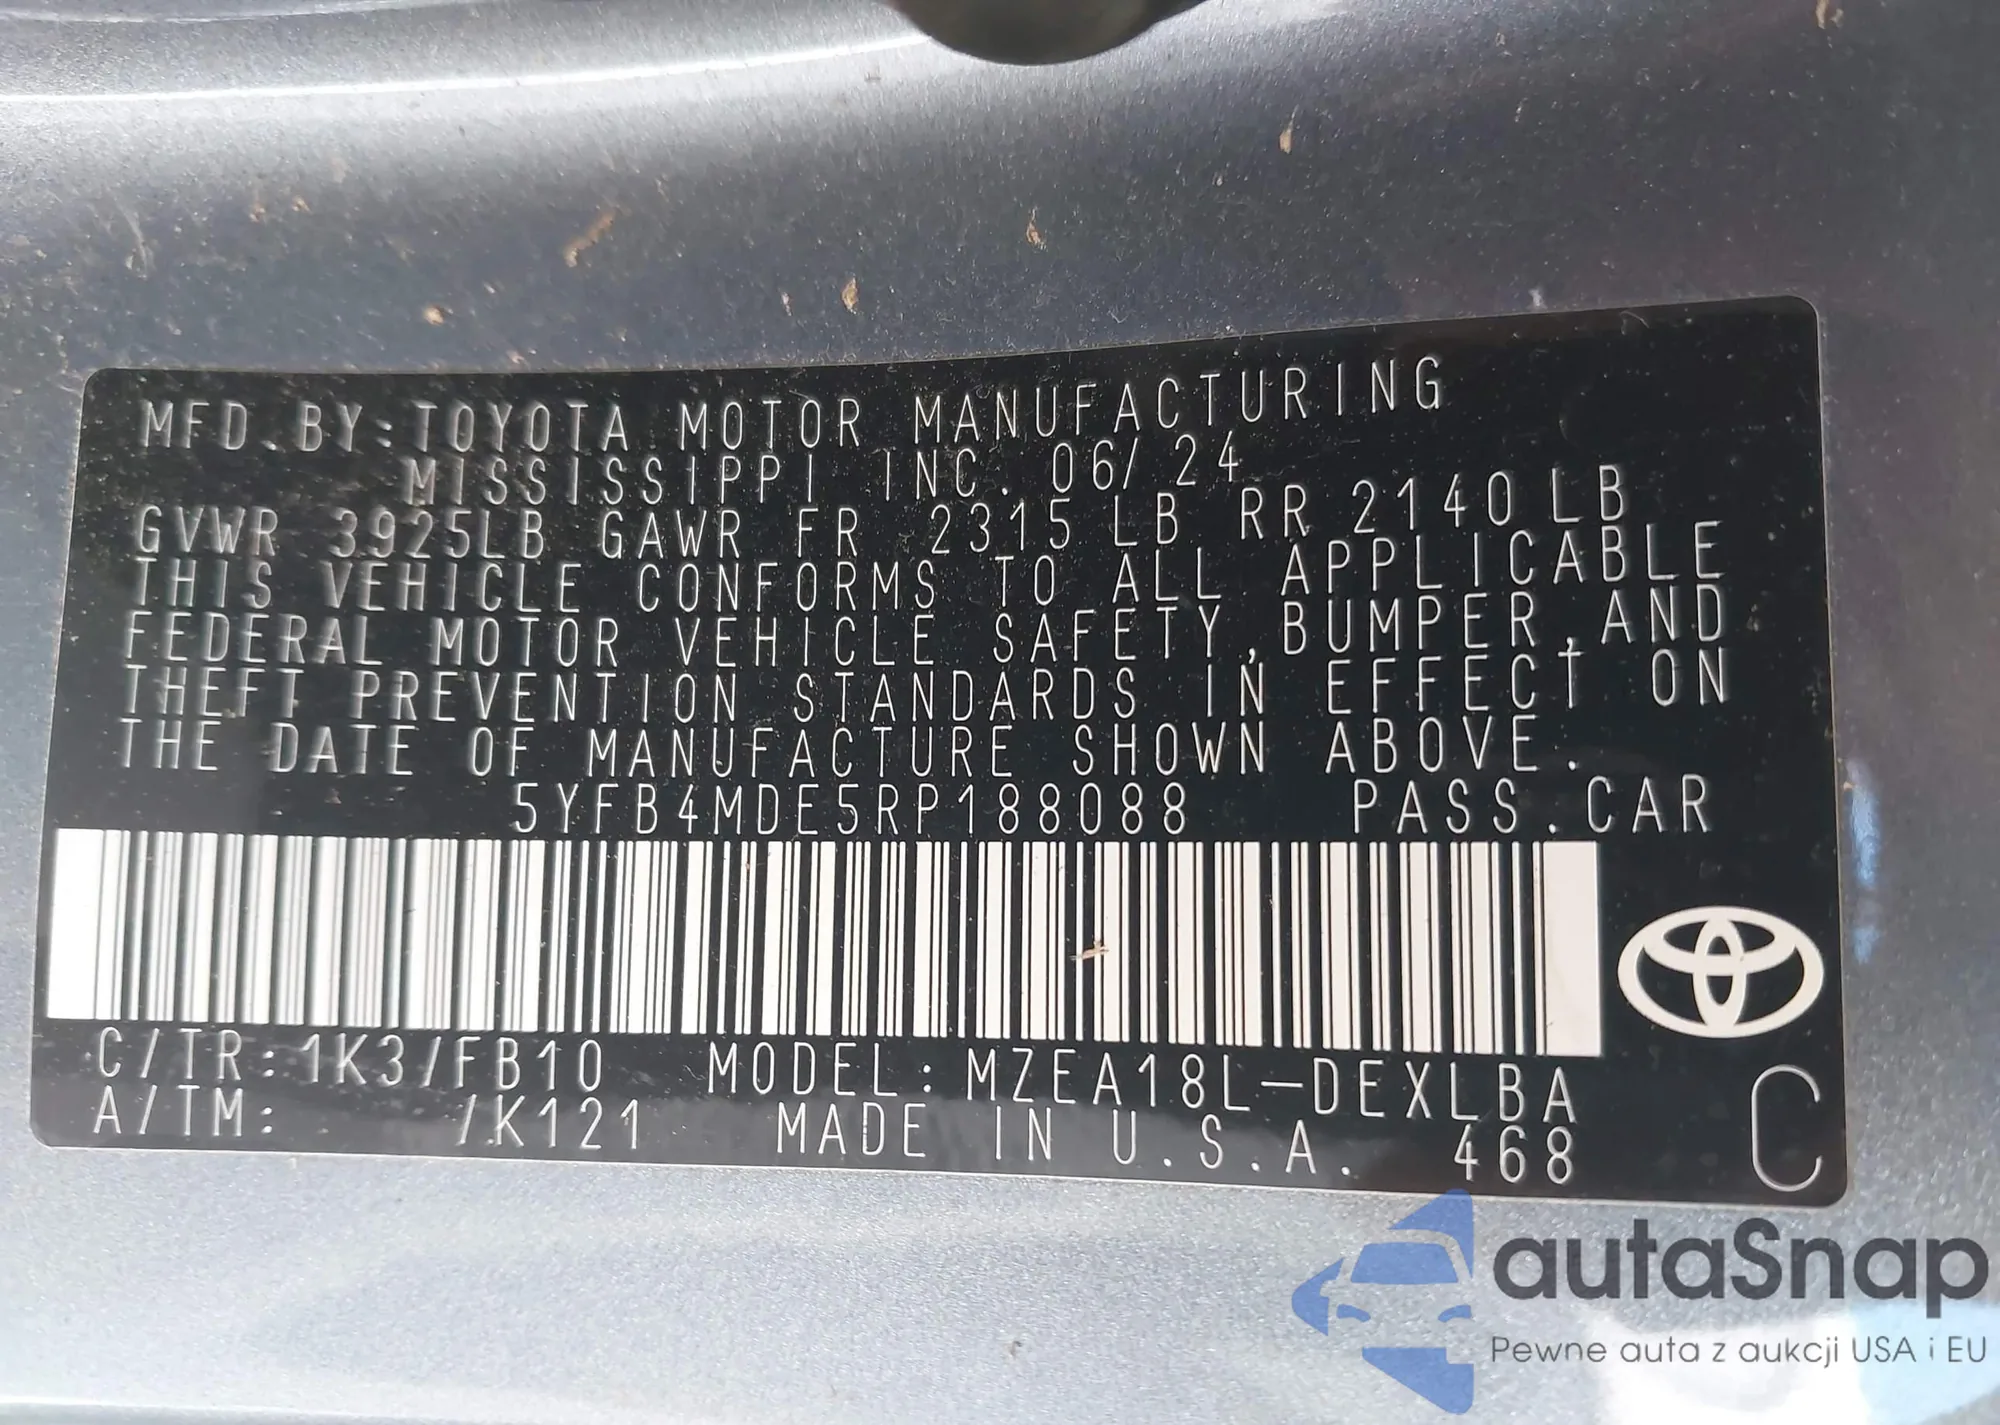 MFD.BY:TOYOTA MOTOR MANUFACTURING
MISSISSIPPI INC. 06/24
GVWR 3925LB GAWR FR 2315 LB RR 2140LB
THIS VEHICLE CONFORMS TO ALL APPLICABLE
FEDERAL MOTOR VEHICLE SAFETY,BUMPER,AND
THEFT PREVENTION STANDARDS IN EFFECT ON
THE DATE OF MANUFACTURE SHOWN ABOVE.
5YFB4MDE5RP188088 PASS.CAR
C/TR:1K3/FB10 MODEL:MZEA18L-DEXLBA
A/TM: /K121 MADE IN U.S.A. 468
C
autaSnap
Pewne auta z aukcji USA i EU